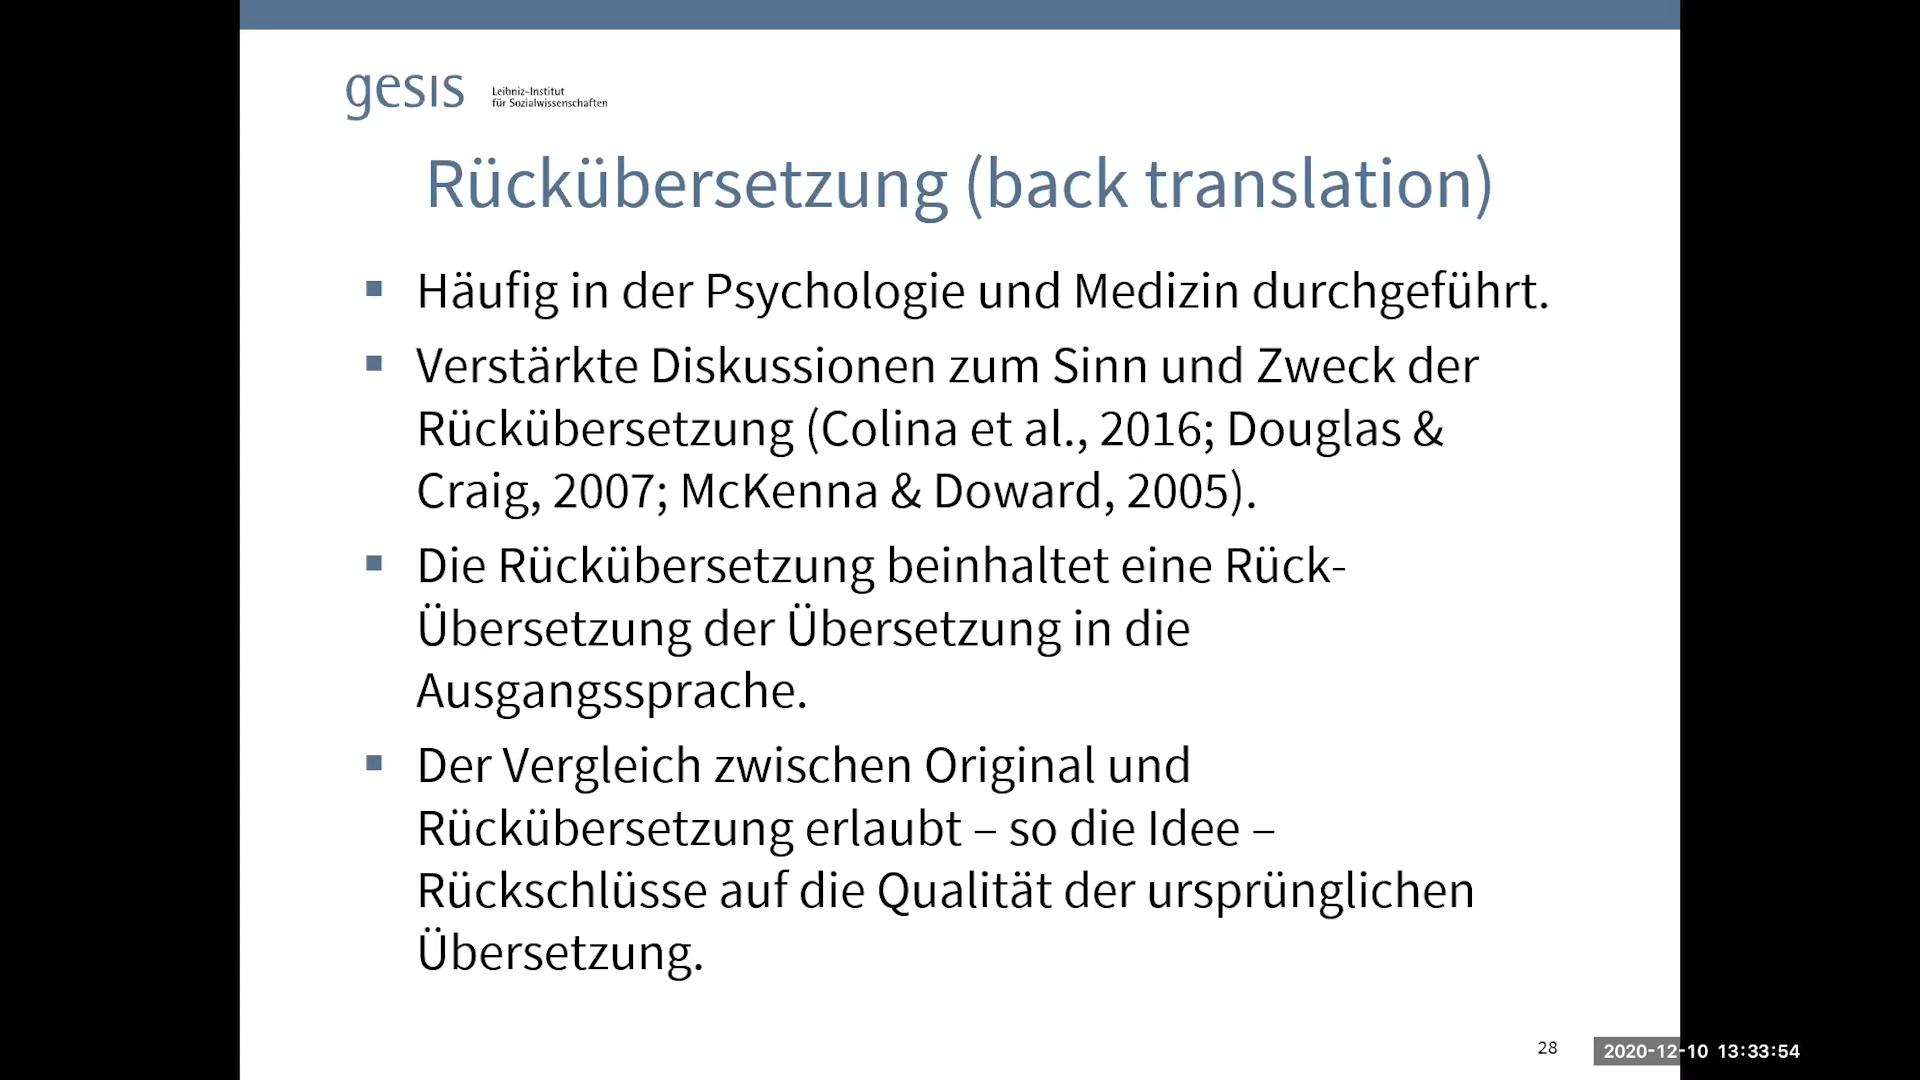 gesis
Leibniz-Institut
für Sozialwissenschaften
Rückübersetzung (back translation)
Häufig in der Psychologie und Medizin durchgeführt.
Verstärkte Diskussionen zum Sinn und Zweck der
Rückübersetzung (Colina et al., 2016; Douglas &
Craig, 2007; McKenna & Doward, 2005).
Die Rückübersetzung beinhaltet eine Rück-
Übersetzung der Übersetzung in die
Ausgangssprache.
Der Vergleich zwischen Original und
Rückübersetzung erlaubt – so die Idee –
Rückschlüsse auf die Qualität der ursprünglichen
Übersetzung.
28
2020-12-10 13:33:54